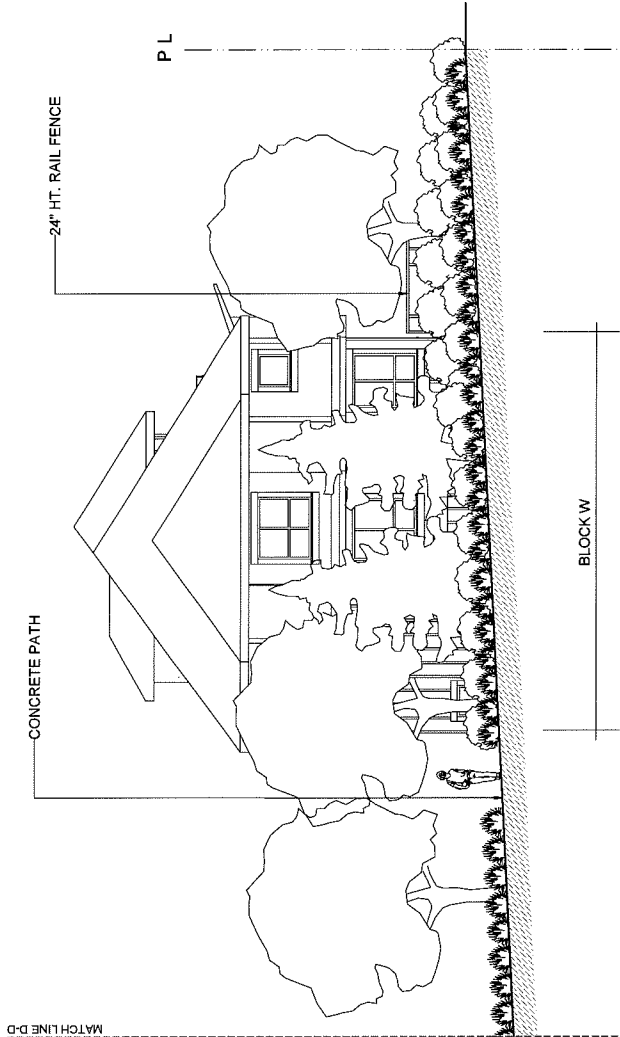 MATCH LINE D-D
CONCRETE PATH
24" HT. RAIL FENCE
P L
BLOCK W